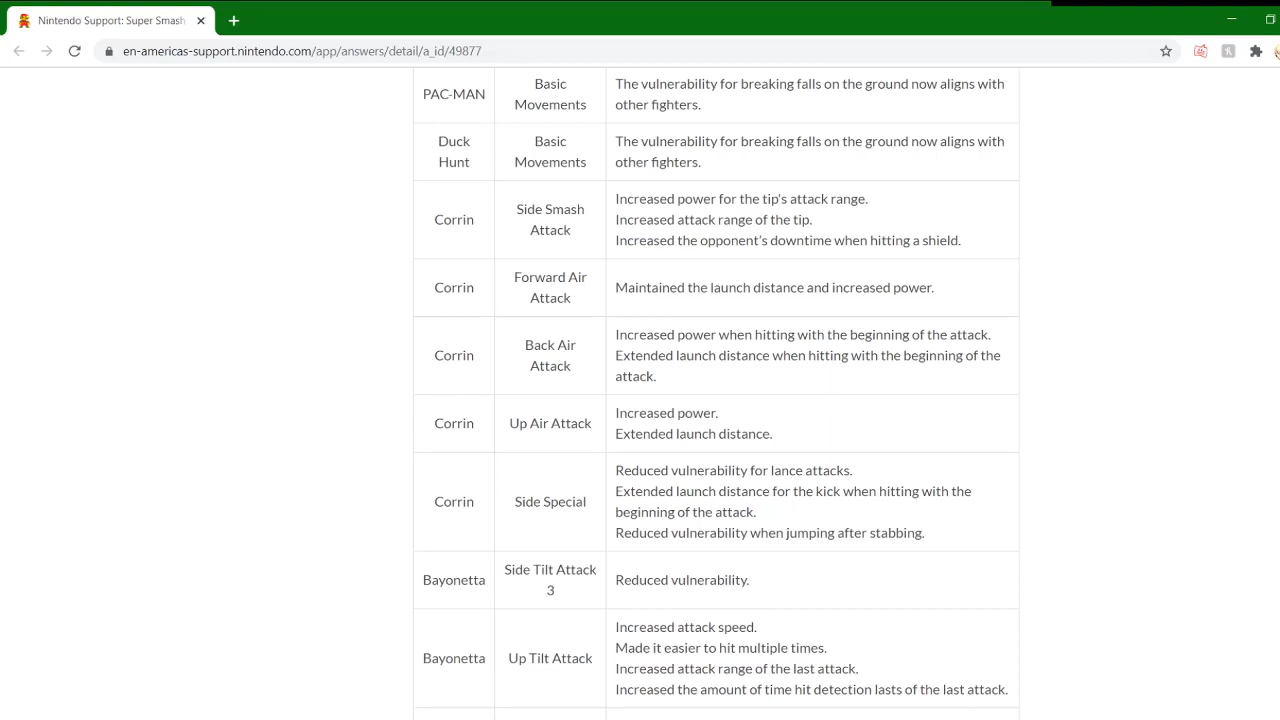 Nintendo Support: Super Smash
en-americas-support.nintendo.com/app/answers/detail/a_id/49877
PAC-MAN
Basic
Movements
The vulnerability for breaking falls on the ground now aligns with
other fighters.
Duck
Hunt
Basic
Movements
The vulnerability for breaking falls on the ground now aligns with
other fighters.
Corrin
Side Smash
Attack
Increased power for the tip's attack range.
Increased attack range of the tip.
Increased the opponent’s downtime when hitting a shield.
Corrin
Forward Air
Attack
Maintained the launch distance and increased power.
Corrin
Back Air
Attack
Increased power when hitting with the beginning of the attack.
Extended launch distance when hitting with the beginning of the
attack.
Corrin
Up Air Attack
Increased power.
Extended launch distance.
Corrin
Side Special
Reduced vulnerability for lance attacks.
Extended launch distance for the kick when hitting with the
beginning of the attack.
Reduced vulnerability when jumping after stabbing.
Bayonetta
Side Tilt Attack
3
Reduced vulnerability.
Bayonetta
Up Tilt Attack
Increased attack speed.
Made it easier to hit multiple times.
Increased attack range of the last attack.
Increased the amount of time hit detection lasts of the last attack.